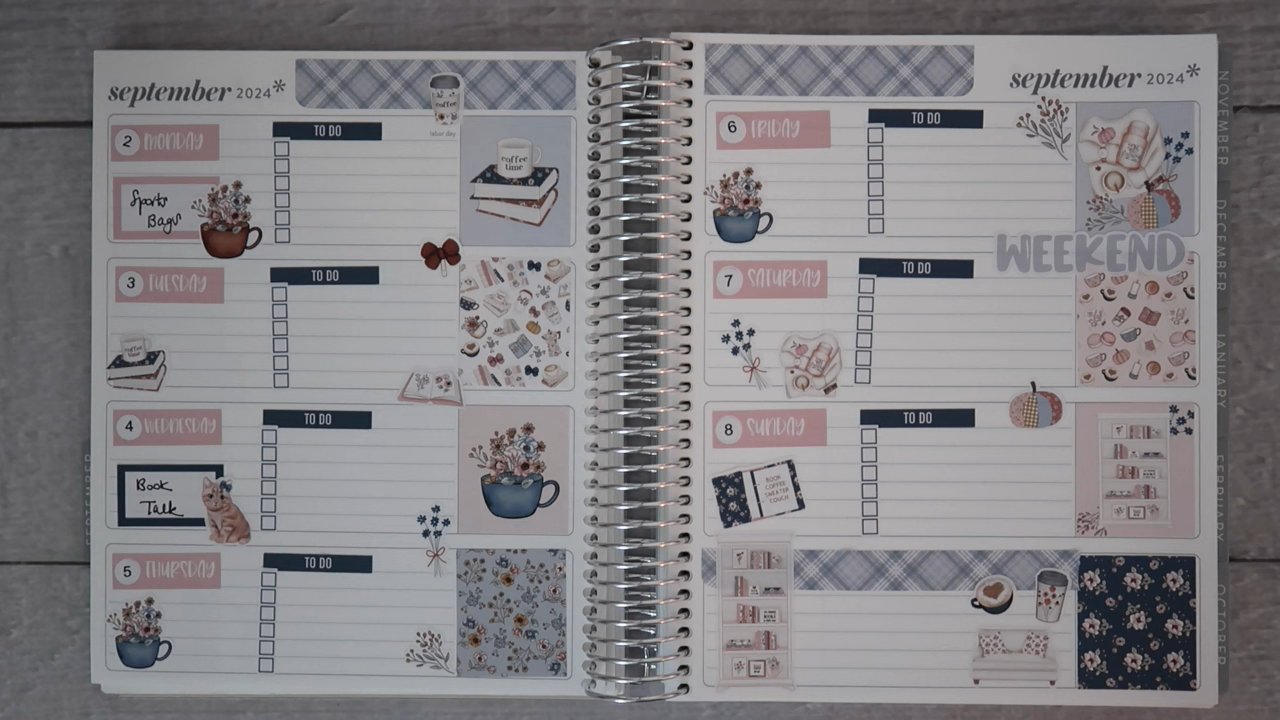 september 2024*
coffee
labor day
2 MONDAY
TO DO
Sports
Bags
coffee
time
3 TUESDAY
TO DO
coffee
time
4 WEDNESDAY
TO DO
Book
Talk
5 THURSDAY
TO DO
september 2024*
6 FRIDAY
TO DO
WEEKEND
7 SATURDAY
TO DO
8 SUNDAY
TO DO
BOOK
COFFEE
SWEATER
COUCH
SEPTEMBER
NOVEMBER
DECEMBER
JANUARY
FEBRUARY
OCTOBER